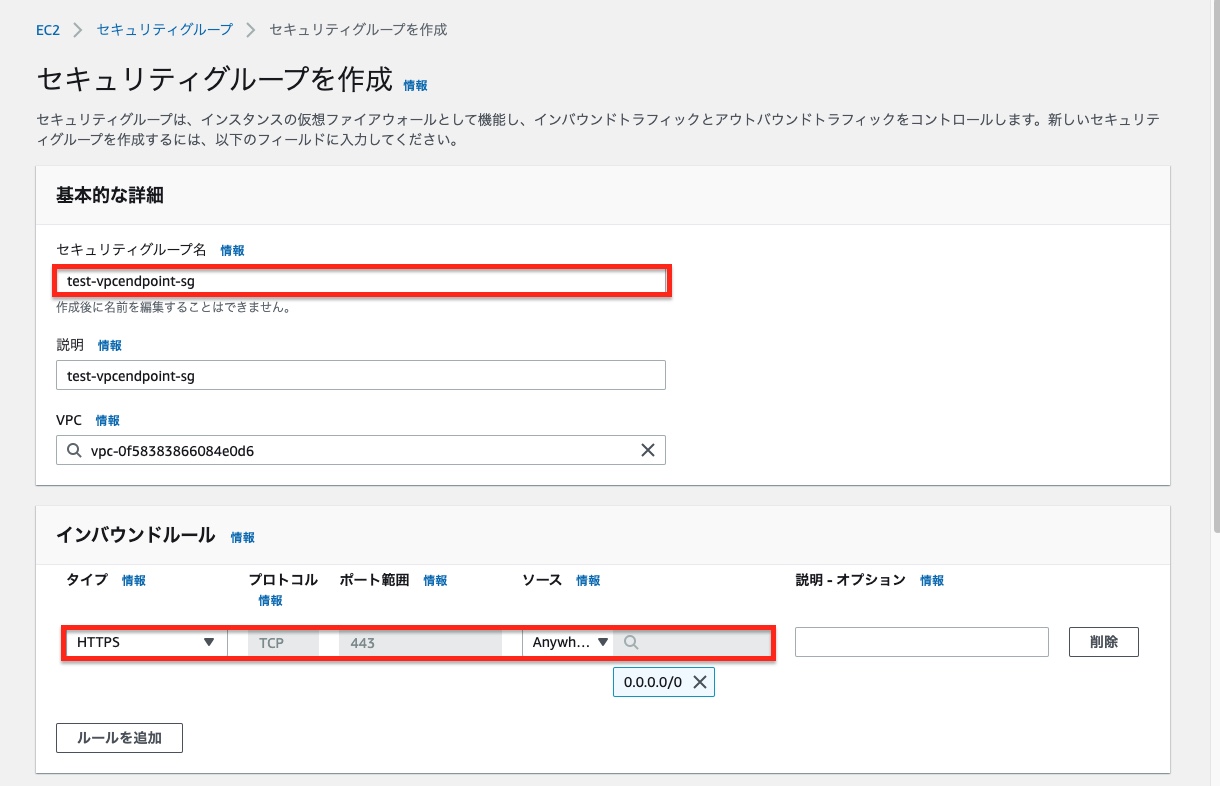 EC2 > セキュリティグループ > セキュリティグループを作成
セキュリティグループを作成 情報
セキュリティグループは、インスタンスの仮想ファイアウォールとして機能し、インバウンドトラフィックとアウトバウンドトラフィックをコントロールします。新しいセキュリテ
ィグループを作成するには、以下のフィールドに入力してください。
基本的な詳細
セキュリティグループ名 情報
test-vpcendpoint-sg
作成後に名前を編集することはできません。
説明 情報
test-vpcendpoint-sg
VPC 情報
vpc-0f58383866084e0d6
インバウンドルール 情報
タイプ 情報 プロトコル ポート範囲 情報 ソース 情報 説明 - オプション 情報
情報
HTTPS TCP 443 Anywh... 削除
0.0.0.0/0
ルールを追加